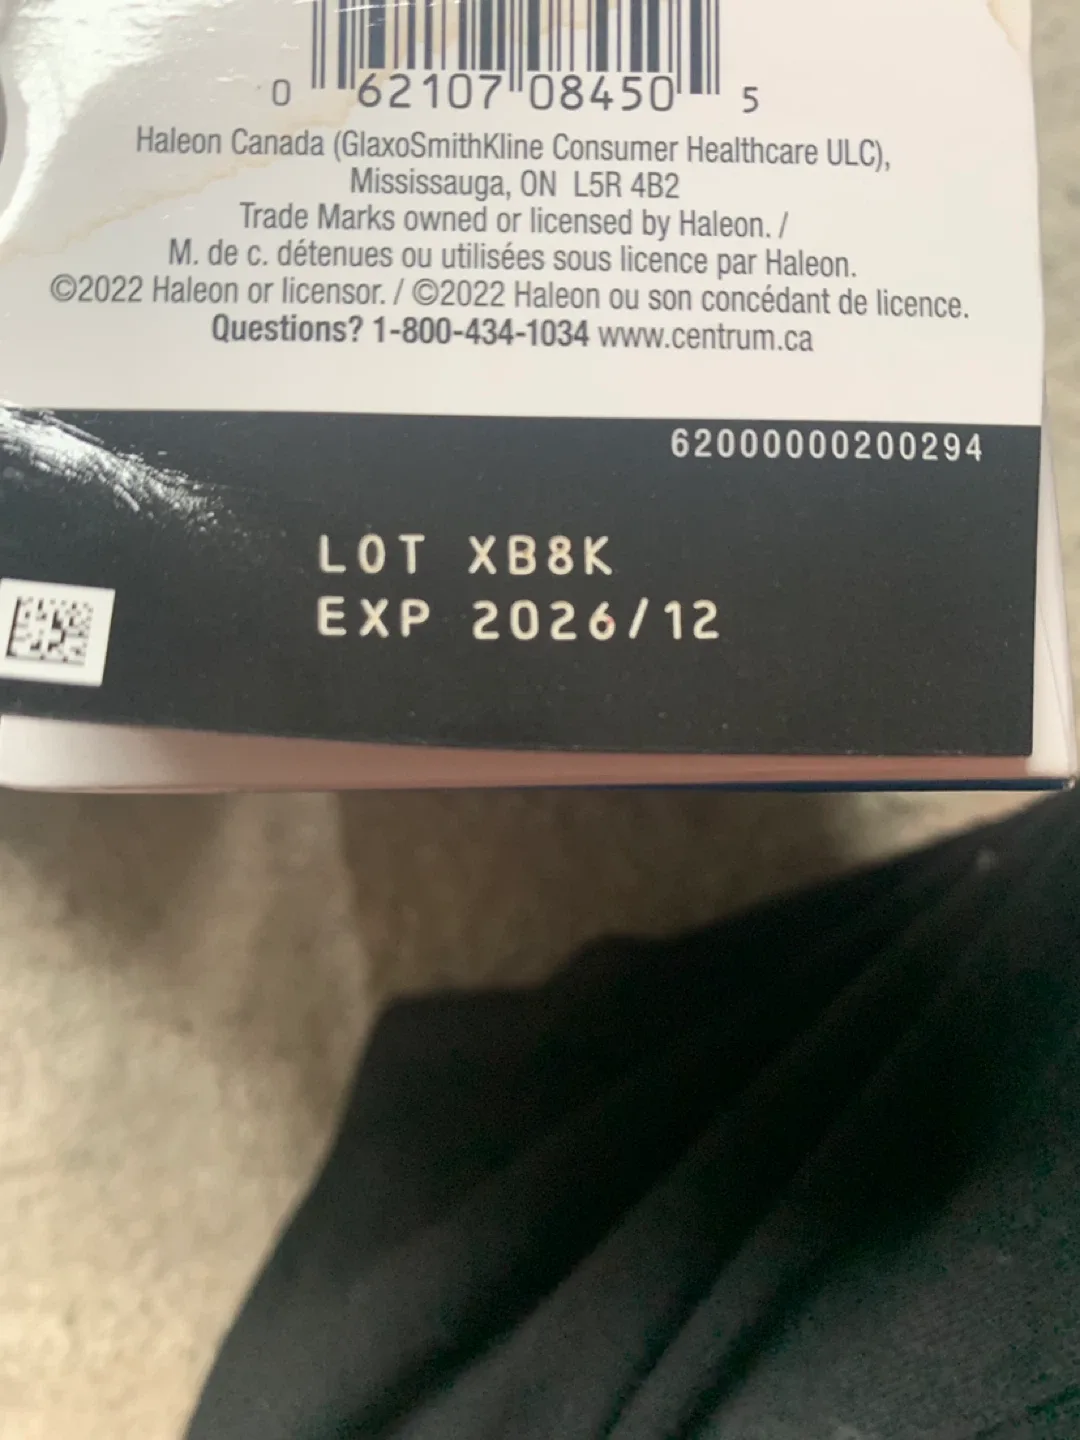 0 62107 08450 5
Haleon Canada (GlaxoSmithKline Consumer Healthcare ULC),
Mississauga, ON L5R 4B2
Trade Marks owned or licensed by Haleon. /
M. de c. détenues ou utilisées sous licence par Haleon.
©2022 Haleon or licensor. / ©2022 Haleon ou son concédant de licence.
Questions? 1-800-434-1034 www.centrum.ca
62000000200294
LOT XB8K
EXP 2026/12